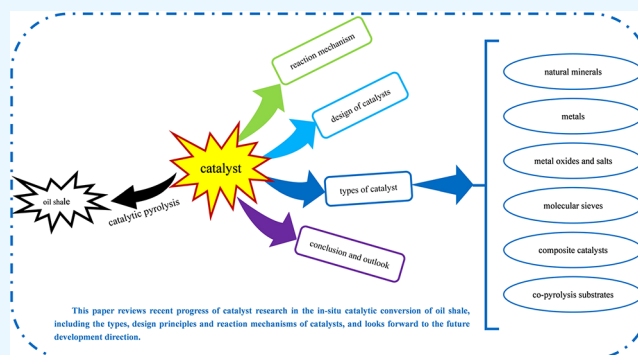 reaction mechanism
design of catalysts
natural minerals
metals
metal oxides and salts
molecular sieves
composite catalysts
co-pyrolysis substrates
catalyst
types of catalyst
oil shale
catalytic pyrolysis
conclusion and outlook
This paper reviews recent progress of catalyst research in the in-situ catalytic conversion of oil shale,
including the types, design principles and reaction mechanisms of catalysts, and looks forward to the future
development direction.